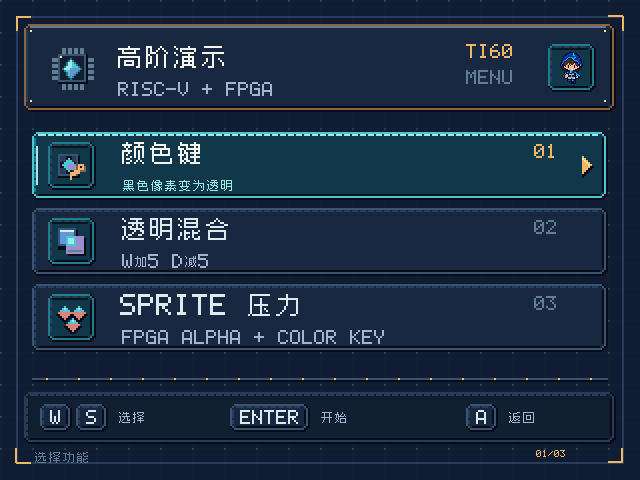 高阶演示
TI60
RISC-V + FPGA
MENU
颜色键
01
黑色像素变为透明
透明混合
02
W加5 D减5
SPRITE 压力
03
FPGA ALPHA + COLOR KEY
W S 选择 ENTER 开始 A 返回
选择功能
01/03